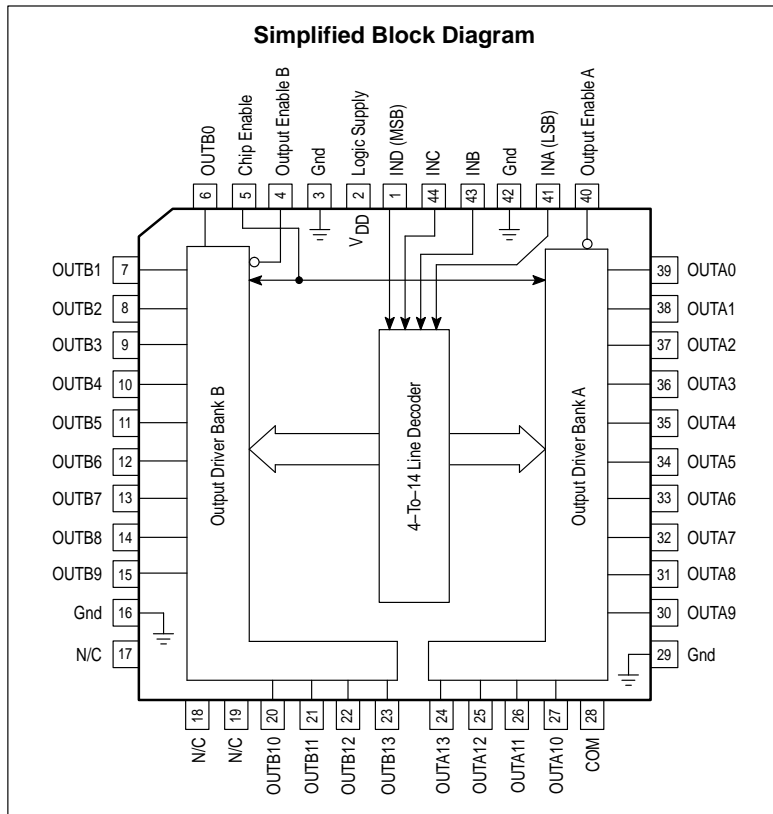 Simplified Block Diagram
OUTB0
Chip Enable
Output Enable B
Gnd
Logic Supply
IND (MSB)
INC
INB
Gnd
INA (LSB)
Output Enable A
6
5
4
3
2
1
44
43
42
41
40
VDD
OUTB1 7
OUTB2 8
OUTB3 9
OUTB4 10
OUTB5 11
OUTB6 12
OUTB7 13
OUTB8 14
OUTB9 15
Gnd 16
N/C 17
Output Driver Bank B
4–To–14 Line Decoder
Output Driver Bank A
39 OUTA0
38 OUTA1
37 OUTA2
36 OUTA3
35 OUTA4
34 OUTA5
33 OUTA6
32 OUTA7
31 OUTA8
30 OUTA9
29 Gnd
18
19
20
21
22
23
24
25
26
27
28
N/C
N/C
OUTB10
OUTB11
OUTB12
OUTB13
OUTA13
OUTA12
OUTA11
OUTA10
COM